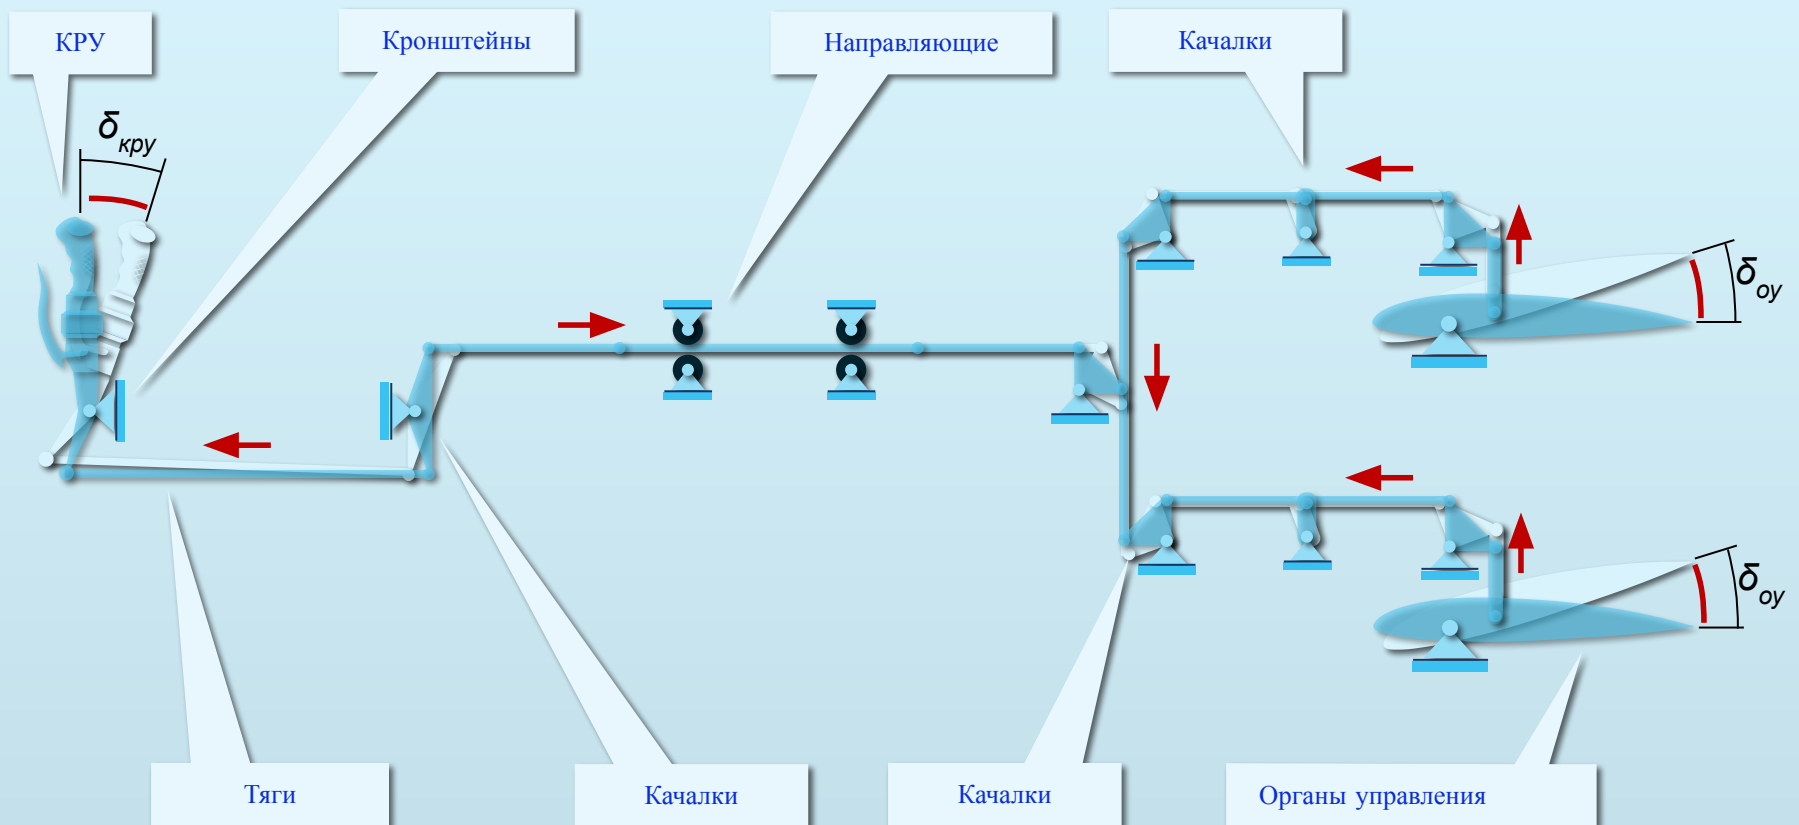 КРУ
Кронштейны
Направляющие
Качалки
δкру
δоу
δоу
Тяги
Качалки
Качалки
Органы управления